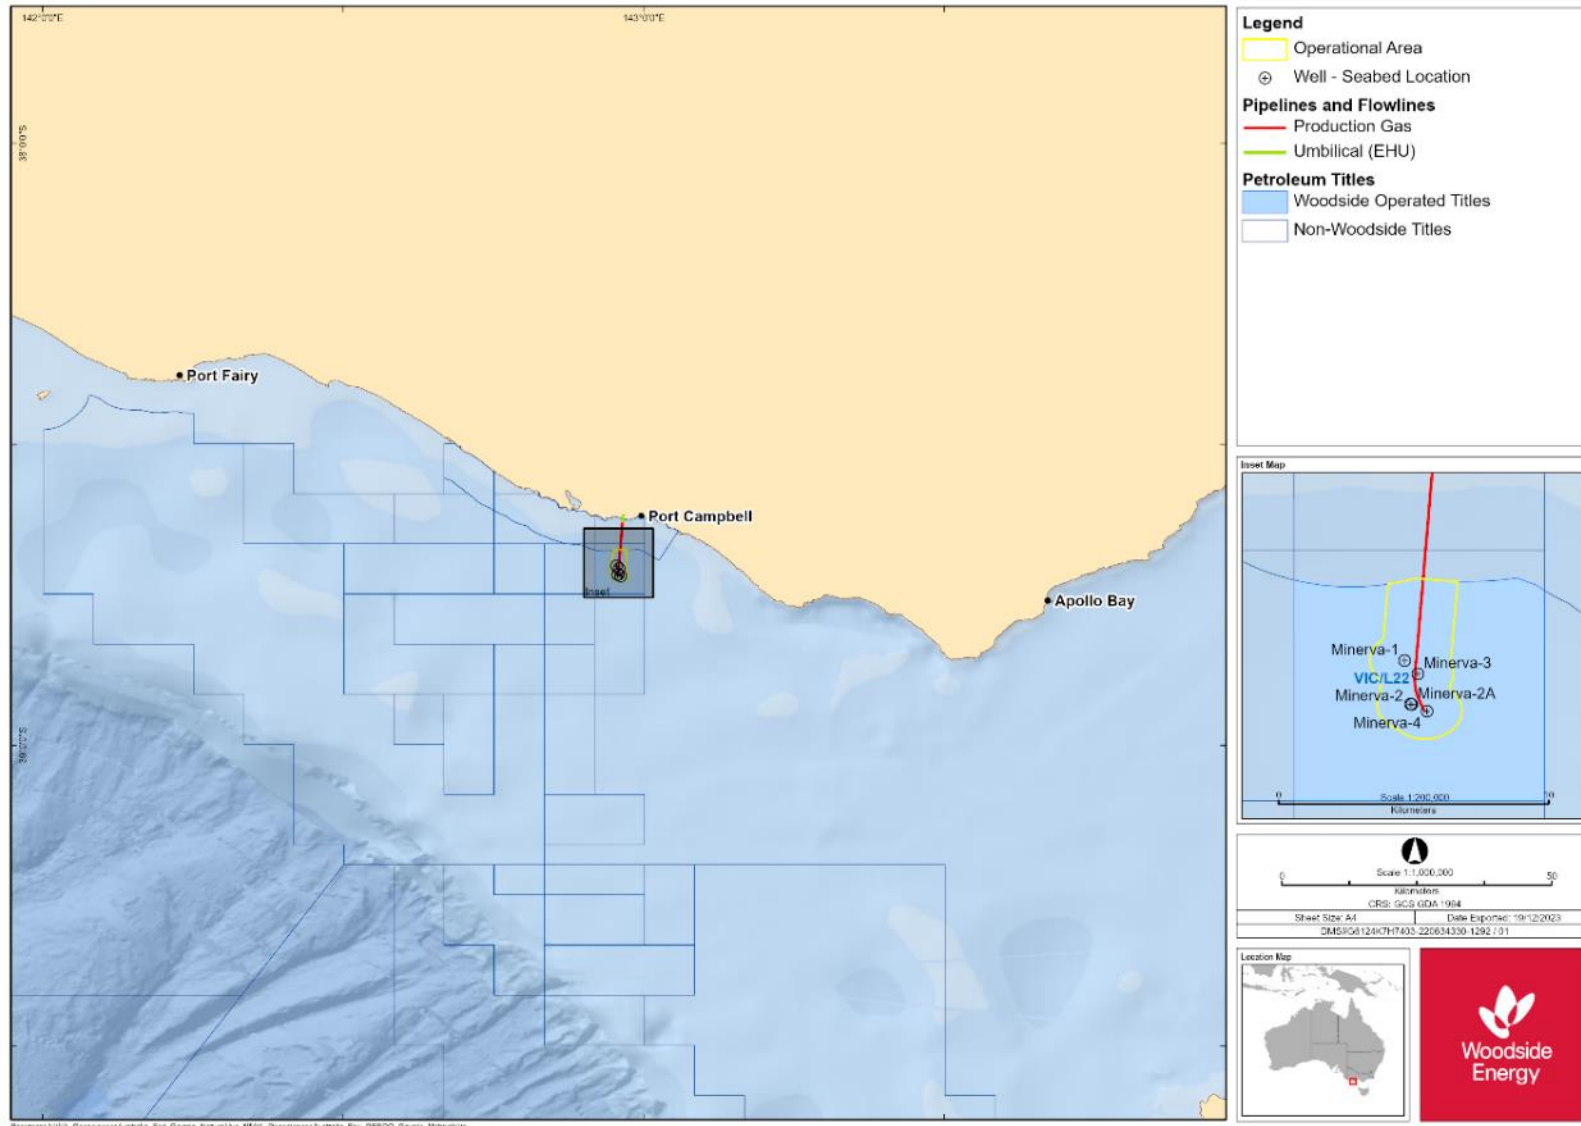 142°0'0"E
143°0'0"E
38°0'0"S
39°0'0"S
Port Fairy
Port Campbell
Apollo Bay
Inset
Legend
Operational Area
Well - Seabed Location
Pipelines and Flowlines
Production Gas
Umbilical (EHU)
Petroleum Titles
Woodside Operated Titles
Non-Woodside Titles
Inset Map
Minerva-1
Minerva-3
VIC/L22
Minerva-2
Minerva-2A
Minerva-4
0
Scale 1:200,000
10
Kilometers
Scale 1:1,000,000
0
50
Kilometers
CRS: GCS GDA 1994
Sheet Size: A4
Date Exported: 19/12/2023
Location Map
Woodside
Energy